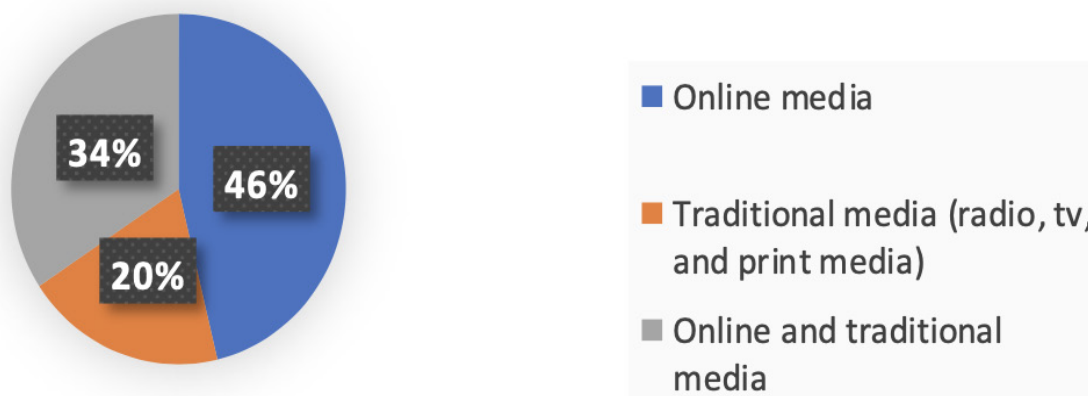 34%
46%
20%
Online media
Traditional media (radio, tv,
and print media)
Online and traditional
media